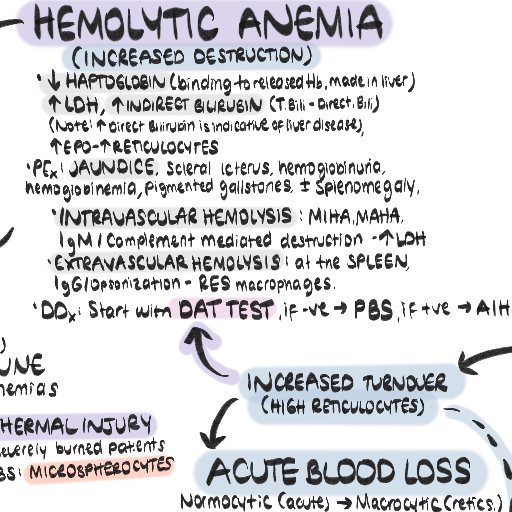 HEMOLYTIC ANEMIA
(INCREASED DESTRUCTION)
• ↓ HAPTOGLOBIN (binding to released Hb, made in liver)
↑ LDH, ↑ INDIRECT BILIRUBIN (T. Bili - Direct. Bili)
(Note: ↑ Direct Bilirubin is indicative of liver disease),
↑ EPO → ↑ RETICULOCYTES
• PEx: JAUNDICE, Scleral icterus, hemoglobinuria,
hemoglobinemia, pigmented gallstones, ± Splenomegaly,
• INTRAVASCULAR HEMOLYSIS : MIHA, MAHA,
IgM / Complement mediated destruction → ↑ LDH
• EXTRAVASCULAR HEMOLYSIS : at the SPLEEN,
IgG/Opsonization - RES macrophages.
• DDx: Start with DAT TEST, if -ve → PBS, if +ve → AIH
UNE
nemias
INCREASED TURNOVER
(HIGH RETICULOCYTES)
HERMAL INJURY
severely burned patients
BS: MICROSPHEROCYTES
ACUTE BLOOD LOSS
Normocytic (acute) → Macrocytic (retics.)